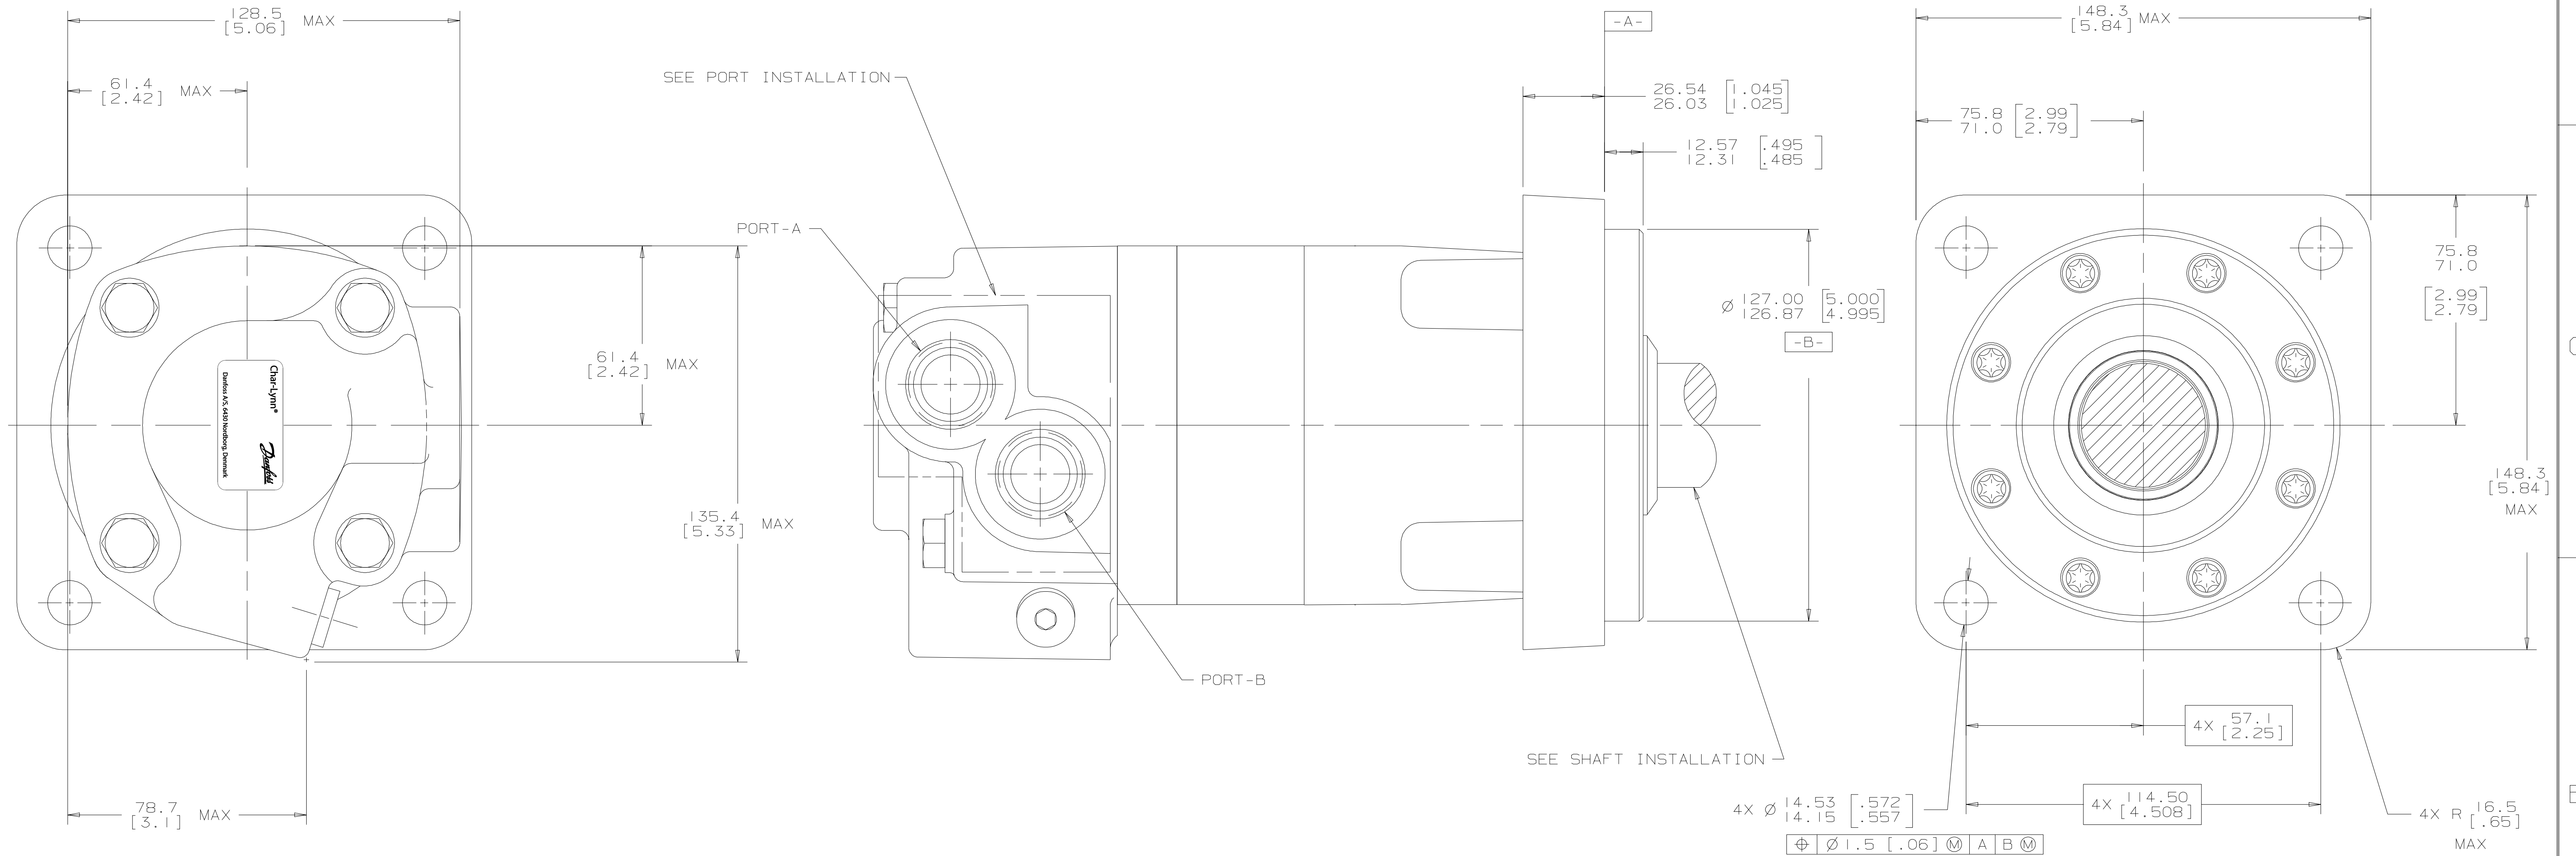 128.5
[5.06] MAX
61.4
[2.42] MAX
61.4
[2.42] MAX
135.4
[5.33] MAX
78.7
[3.1] MAX
Char-Lynn®
Danfoss
Danfoss A/S, 6430 Nordborg, Denmark
SEE PORT INSTALLATION
PORT-A
PORT-B
-A-
26.54 [1.045]
26.03 [1.025]
12.57 [.495]
12.31 [.485]
Ø 127.00 [5.000]
126.87 [4.995]
-B-
SEE SHAFT INSTALLATION
148.3
[5.84] MAX
75.8 [2.99]
71.0 [2.79]
75.8
71.0
[2.99]
[2.79]
148.3
[5.84]
MAX
4X 57.1
[2.25]
4X 114.50
[4.508]
4X Ø 14.53 [.572]
14.15 [.557]
⌖ Ø1.5 [.06] Ⓜ A B Ⓜ
4X R 16.5
[.65]
MAX